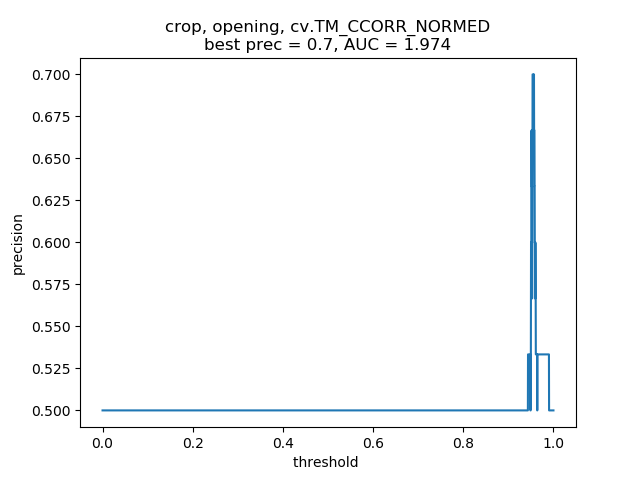 crop, opening, cv.TM_CCORR_NORMED
best prec = 0.7, AUC = 1.974
0.700
0.675
0.650
0.625
0.600
0.575
0.550
0.525
0.500
precision
0.0 0.2 0.4 0.6 0.8 1.0
threshold